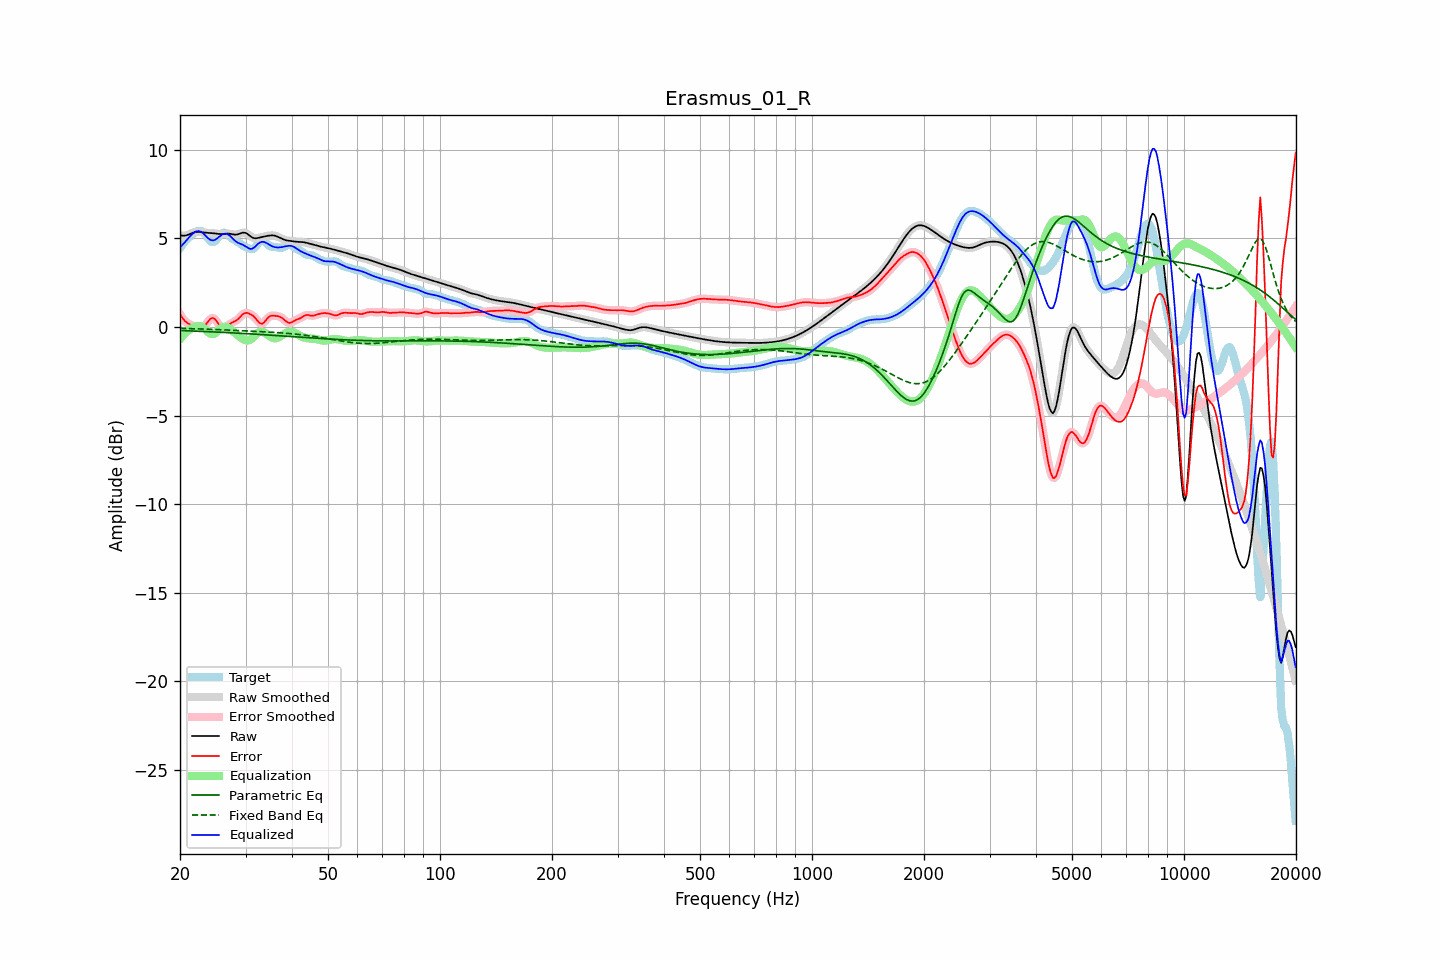 Erasmus_01_R
Amplitude (dBr)
10
5
0
−5
−10
−15
−20
−25
Target
Raw Smoothed
Error Smoothed
Raw
Error
Equalization
Parametric Eq
Fixed Band Eq
Equalized
20 50 100 200 500 1000 2000 5000 10000 20000
Frequency (Hz)